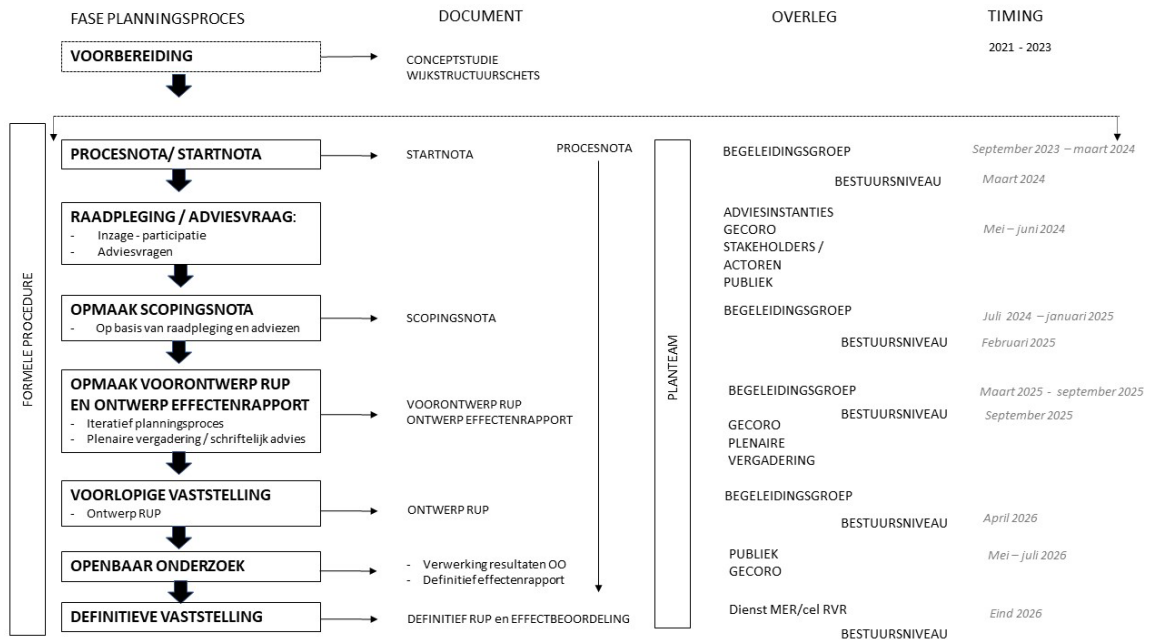 FASE PLANNINGSPROCES
DOCUMENT
OVERLEG
TIMING
VOORBEREIDING
CONCEPTSTUDIE
WIJKSTRUCTUURSCHETS
2021 - 2023
FORMELE PROCEDURE
PROCESNOTA/ STARTNOTA
STARTNOTA
PROCESNOTA
PLANTEAM
BEGELEIDINGSGROEP
September 2023 – maart 2024
BESTUURSNIVEAU
Maart 2024
RAADPLEGING / ADVIESVRAAG:
- Inzage - participatie
- Adviesvragen
ADVIESINSTANTIES
GECORO
STAKEHOLDERS /
ACTOREN
PUBLIEK
Mei – juni 2024
OPMAAK SCOPINGSNOTA
- Op basis van raadpleging en adviezen
SCOPINGSNOTA
BEGELEIDINGSGROEP
Juli 2024 – januari 2025
BESTUURSNIVEAU
Februari 2025
OPMAAK VOORONTWERP RUP
EN ONTWERP EFFECTENRAPPORT
- Iteratief planningsproces
- Plenaire vergadering / schriftelijk advies
VOORONTWERP RUP
ONTWERP EFFECTENRAPPORT
BEGELEIDINGSGROEP
Maart 2025 - september 2025
BESTUURSNIVEAU
September 2025
GECORO
PLENAIRE
VERGADERING
VOORLOPIGE VASTSTELLING
- Ontwerp RUP
ONTWERP RUP
BEGELEIDINGSGROEP
BESTUURSNIVEAU
April 2026
OPENBAAR ONDERZOEK
- Verwerking resultaten OO
- Definitief effectenrapport
PUBLIEK
GECORO
Mei – juli 2026
DEFINITIEVE VASTSTELLING
DEFINITIEF RUP en EFFECTBEOORDELING
Dienst MER/cel RVR
Eind 2026
BESTUURSNIVEAU